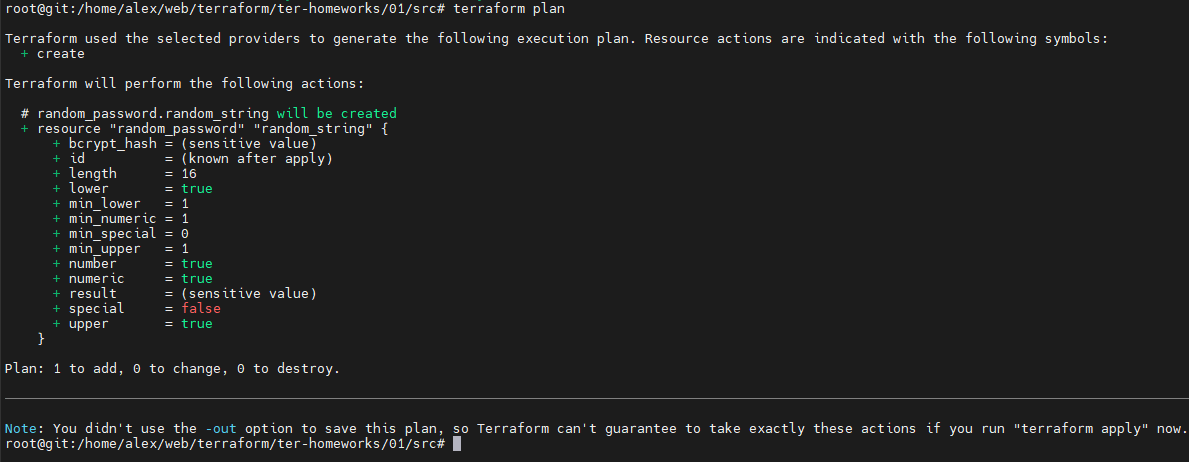 root@git:/home/alex/web/terraform/ter-homeworks/01/src# terraform plan
Terraform used the selected providers to generate the following execution plan. Resource actions are indicated with the following symbols:
  + create
Terraform will perform the following actions:
  # random_password.random_string will be created
  + resource "random_password" "random_string" {
      + bcrypt_hash = (sensitive value)
      + id          = (known after apply)
      + length      = 16
      + lower       = true
      + min_lower   = 1
      + min_numeric = 1
      + min_special = 0
      + min_upper   = 1
      + number      = true
      + numeric     = true
      + result      = (sensitive value)
      + special     = false
      + upper       = true
    }
Plan: 1 to add, 0 to change, 0 to destroy.
Note: You didn't use the -out option to save this plan, so Terraform can't guarantee to take exactly these actions if you run "terraform apply" now.
root@git:/home/alex/web/terraform/ter-homeworks/01/src#